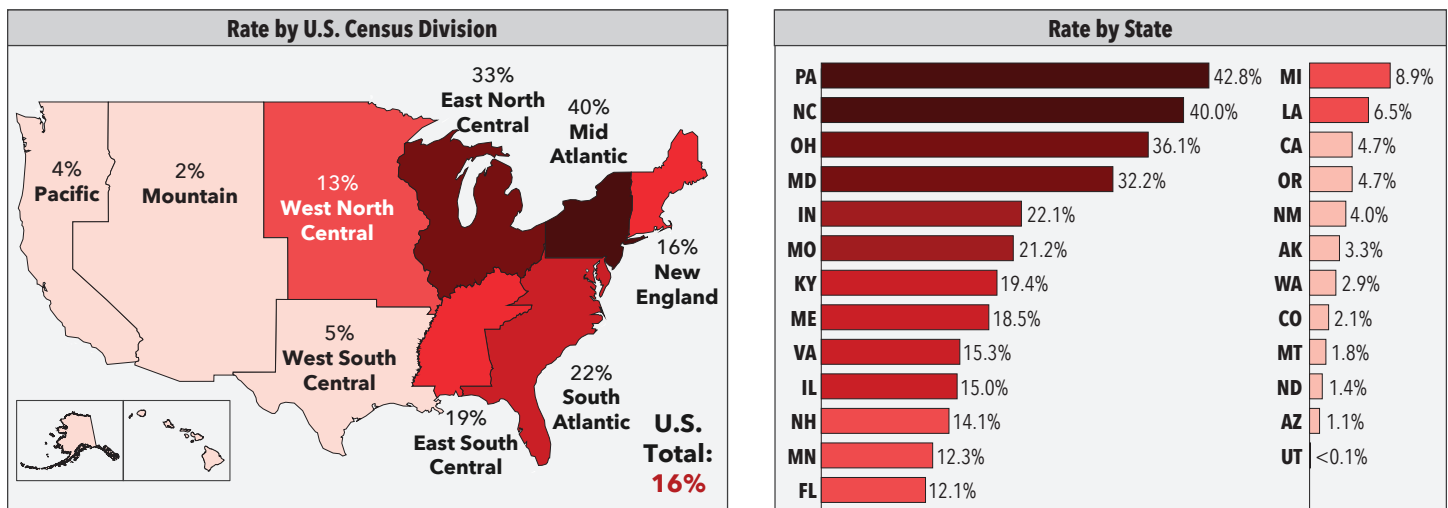 Rate by U.S. Census Division
33%
East North
Central
40%
Mid
Atlantic
4%
Pacific
2%
Mountain
13%
West North
Central
16%
New
England
5%
West South
Central
22%
South
Atlantic
19%
East South
Central
U.S.
Total:
16%
Rate by State
PA 42.8%
NC 40.0%
OH 36.1%
MD 32.2%
IN 22.1%
MO 21.2%
KY 19.4%
ME 18.5%
VA 15.3%
IL 15.0%
NH 14.1%
MN 12.3%
FL 12.1%
MI 8.9%
LA 6.5%
CA 4.7%
OR 4.7%
NM 4.0%
AK 3.3%
WA 2.9%
CO 2.1%
MT 1.8%
ND 1.4%
AZ 1.1%
UT <0.1%